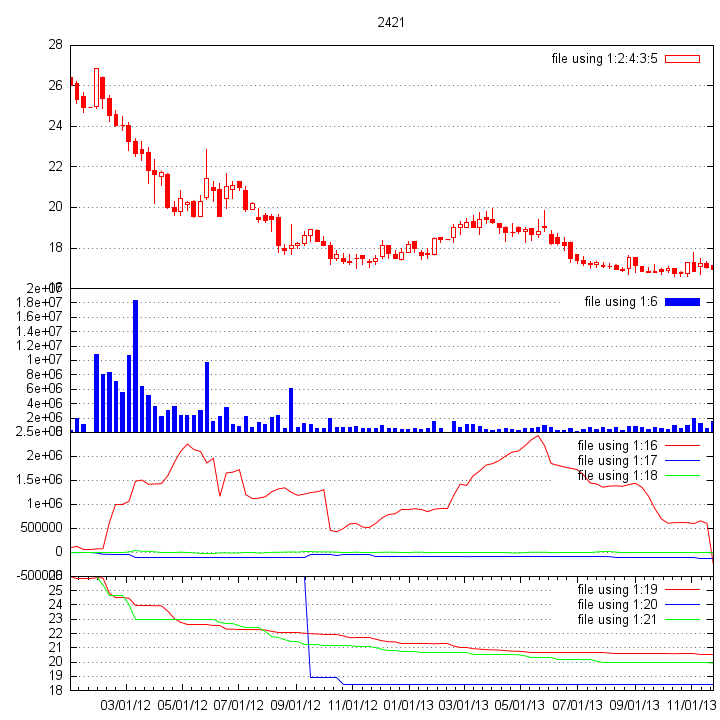 2421
28
file using 1:2:4:3:5
26
24
22
20
18
2e+07
file using 1:6
1.8e+07
1.6e+07
1.4e+07
1.2e+07
1e+07
8e+06
6e+06
4e+06
2e+06
2.5e+06
file using 1:16
2e+06
file using 1:17
file using 1:18
1.5e+06
1e+06
500000
0
-500000
25
file using 1:19
24
file using 1:20
23
file using 1:21
22
21
20
19
18
03/01/12 05/01/12 07/01/12 09/01/12 11/01/12 01/01/13 03/01/13 05/01/13 07/01/13 09/01/13 11/01/13